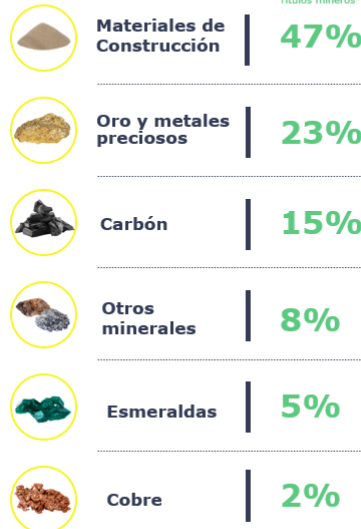 Títulos mineros
Materiales de
Construcción
47%
Oro y metales
preciosos
23%
Carbón
15%
Otros
minerales
8%
Esmeraldas
5%
Cobre
2%